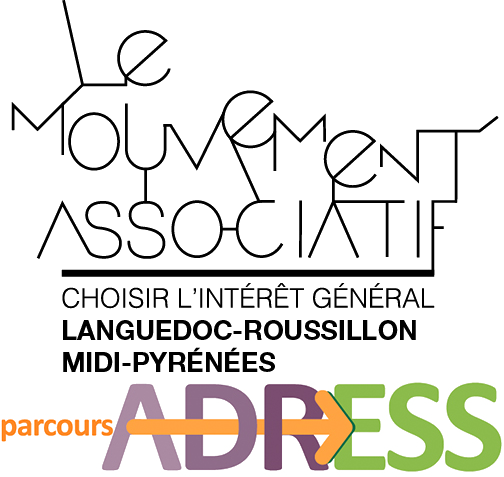 Le
Mouvement
Associatif
CHOISIR L'INTÉRÊT GÉNÉRAL
LANGUEDOC-ROUSSILLON
MIDI-PYRÉNÉES
parcours ADRESS